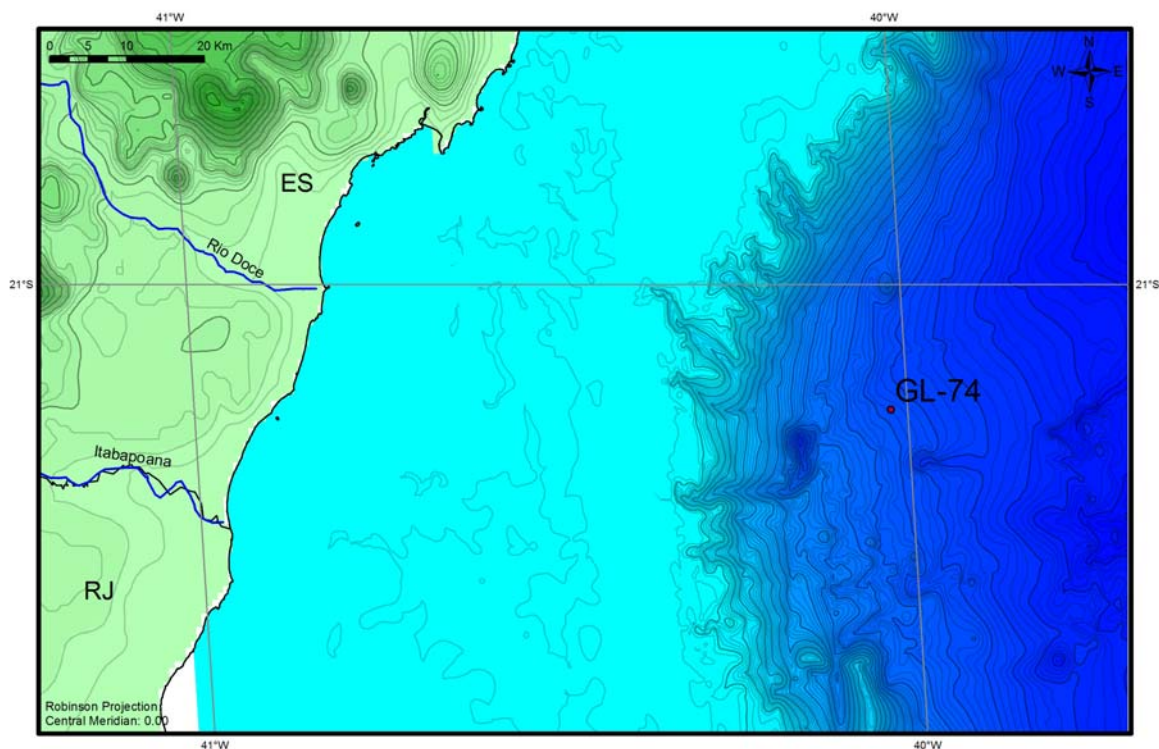 41°W
40°W
0 5 10 20 Km
N
W E
S
ES
Rio Doce
21°S
21°S
GL-74
Itabapoana
RJ
Robinson Projection
Central Meridian: 0.00
41°W
40°W